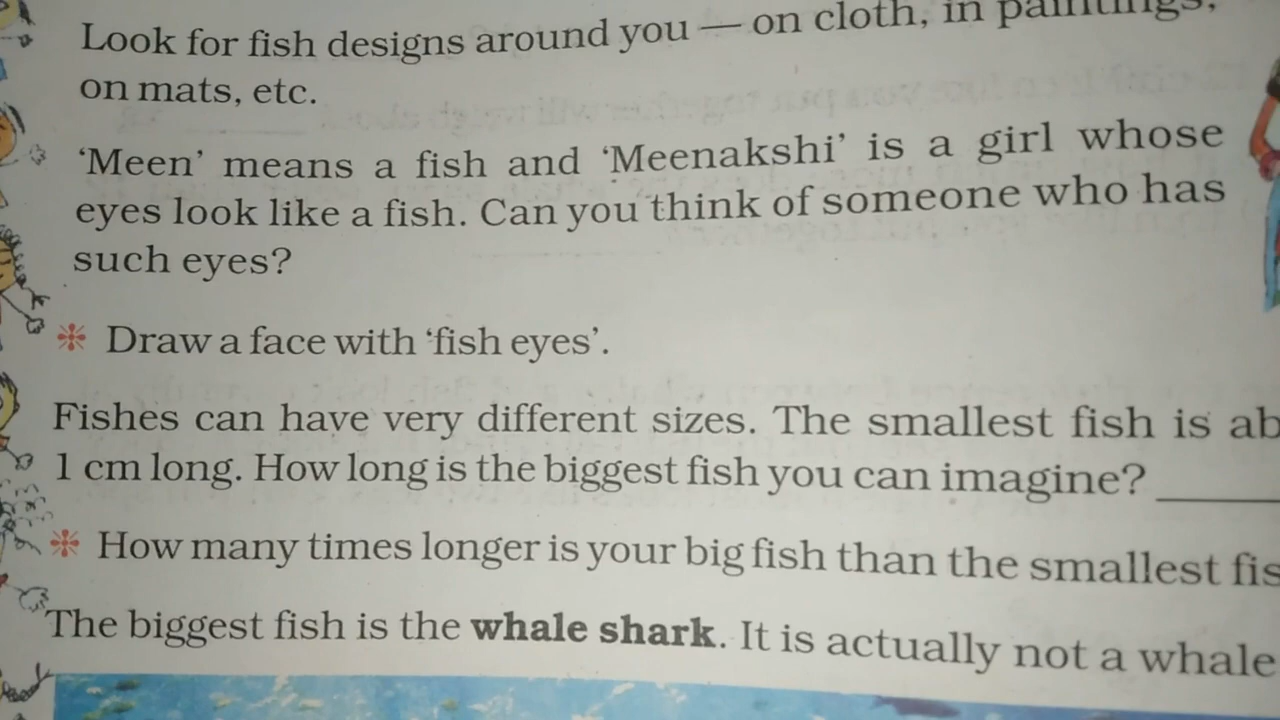 Look for fish designs around you — on cloth, in paintings,
on mats, etc.
‘Meen’ means a fish and ‘Meenakshi’ is a girl whose
eyes look like a fish. Can you think of someone who has
such eyes?
❋ Draw a face with ‘fish eyes’.
Fishes can have very different sizes. The smallest fish is ab
1 cm long. How long is the biggest fish you can imagine? ______
❋ How many times longer is your big fish than the smallest fis
The biggest fish is the whale shark. It is actually not a whale